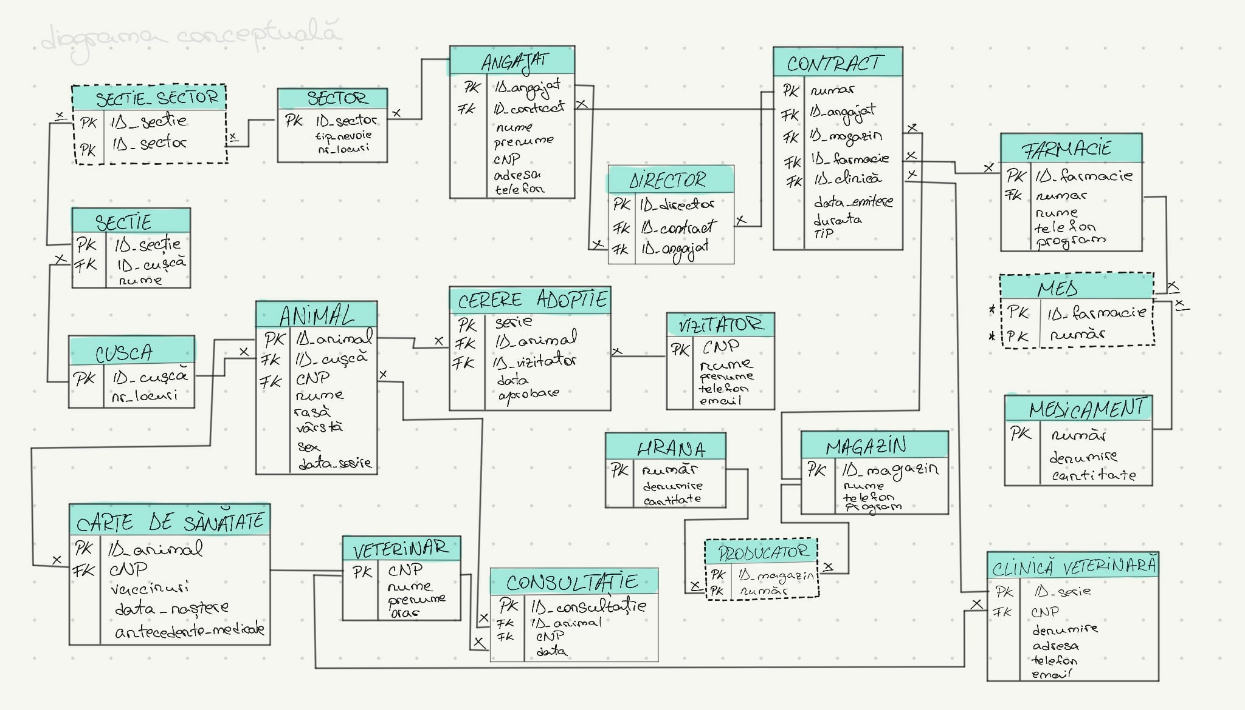 diagrama conceptuală
SECTIE_SECTOR
PK ID_sectie
PK ID_sector
SECTOR
PK ID_sector
tip_nevoie
nr_locuri
ANGAJAT
PK ID_angajat
FK ID_contract
nume
prenume
CNP
adresa
telefon
CONTRACT
PK numar
FK ID_angajat
FK ID_magazin
FK ID_farmacie
FK ID_clinică
data_emitere
durata
TIP
FARMACIE
PK ID_farmacie
FK numar
nume
telefon
program
DIRECTOR
PK ID_director
FK ID_contract
FK ID_angajat
SECTIE
PK ID_secție
FK ID_cușcă
nume
ANIMAL
PK ID_animal
FK ID_cușcă
FK CNP
nume
rasă
vârstă
sex
data_sosire
CERERE ADOPTIE
PK serie
FK ID_animal
FK ID_vizitator
data
aprobare
VIZITATOR
PK CNP
nume
prenume
telefon
email
MED
* PK ID_farmacie
* PK număr
CUSCA
PK ID_cușcă
nr_locuri
MEDICAMENT
PK număr
denumire
cantitate
HRANA
PK număr
denumire
cantitate
MAGAZIN
PK ID_magazin
nume
telefon
program
CARTE DE SĂNĂTATE
PK ID_animal
FK CNP
vaccinuri
data_naștere
antecedente_medicale
VETERINAR
PK CNP
nume
prenume
oras
CONSULTAȚIE
PK ID_consultație
FK ID_animal
FK CNP
data
PRODUCATOR
PK ID_magazin
PK număr
CLINICĂ VETERINARĂ
PK ID_serie
FK CNP
denumire
adresa
telefon
email